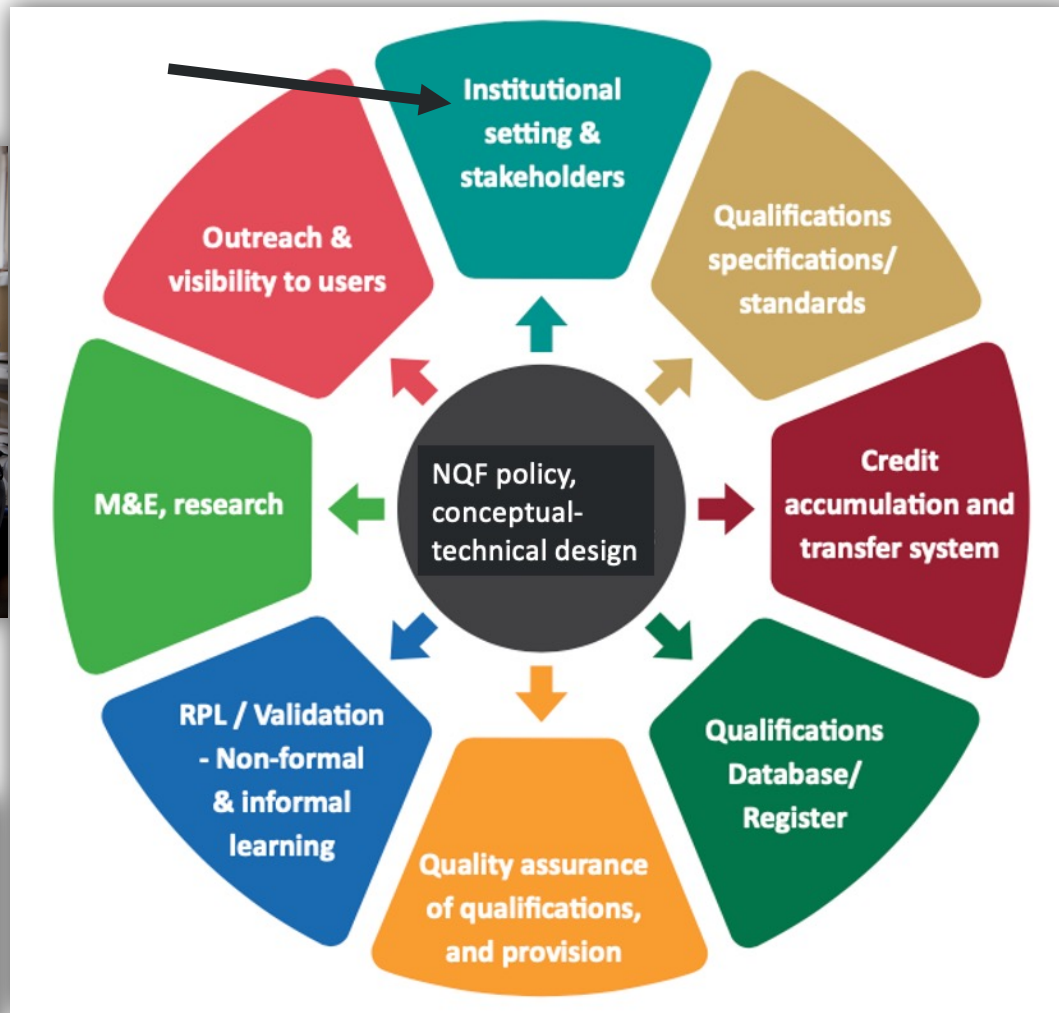 Institutional
setting &
stakeholders
Qualifications
specifications/
standards
Credit
accumulation and
transfer system
Qualifications
Database/
Register
Quality assurance
of qualifications,
and provision
RPL / Validation
- Non-formal
& informal
learning
M&E, research
Outreach &
visibility to users
NQF policy,
conceptual-
technical design